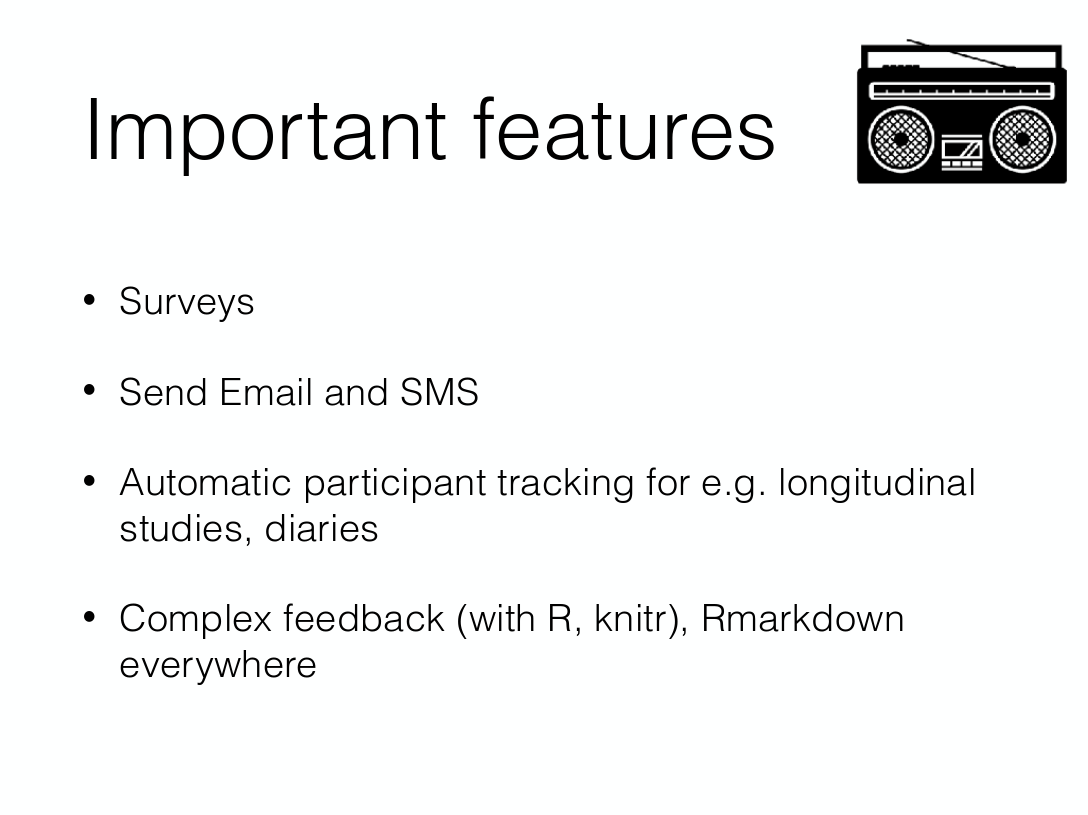 Important features
• Surveys
• Send Email and SMS
• Automatic participant tracking for e.g. longitudinal
studies, diaries
• Complex feedback (with R, knitr), Rmarkdown
everywhere